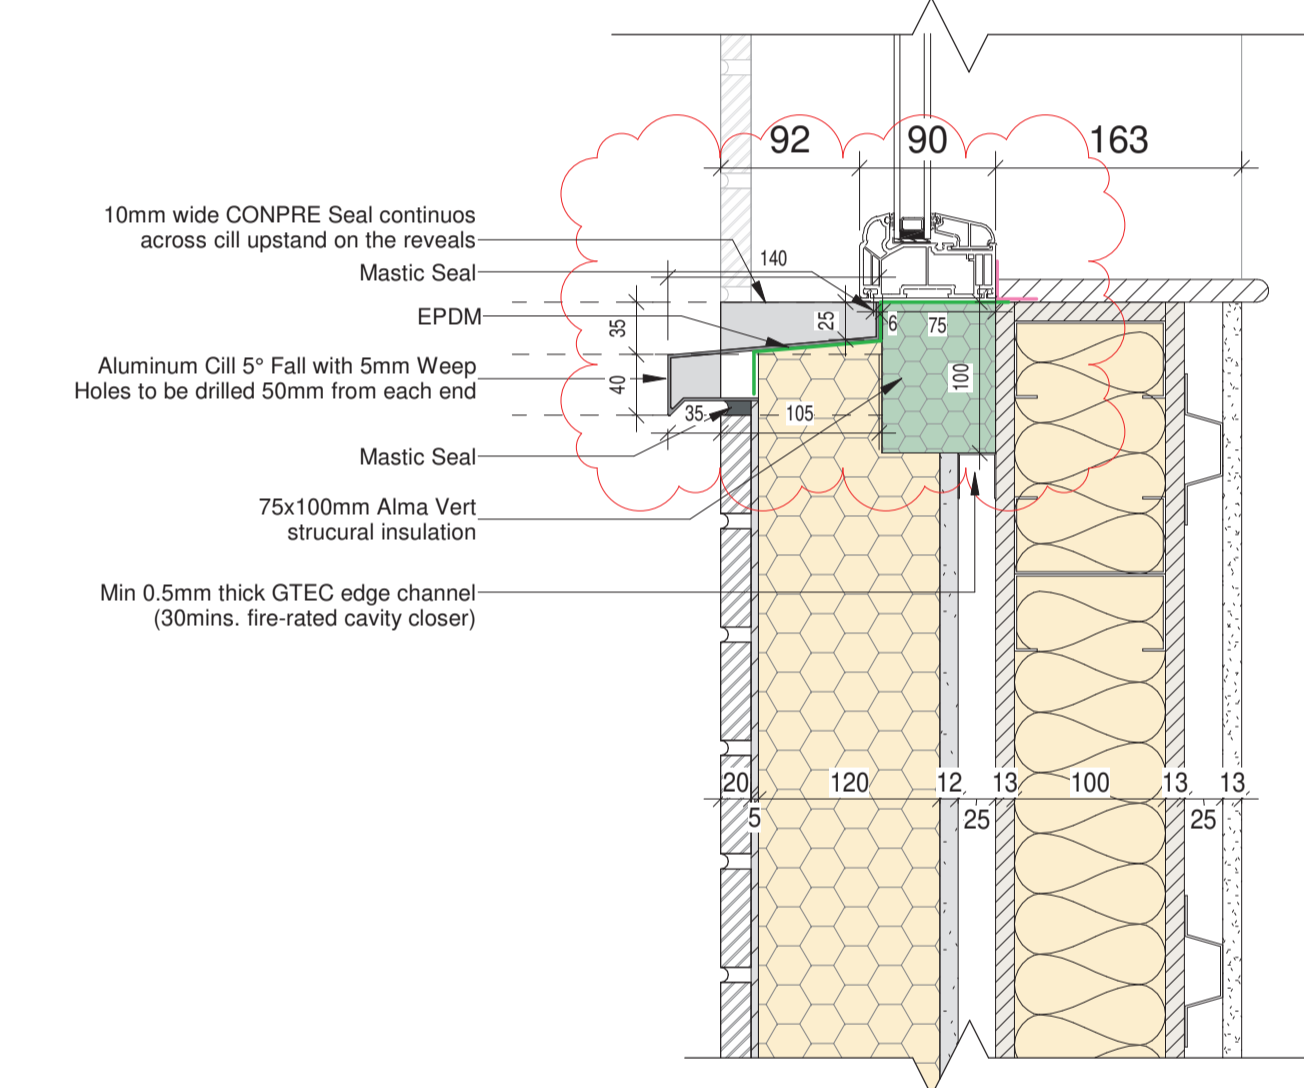 92
90
163
10mm wide CONPRE Seal continuos
across cill upstand on the reveals
Mastic Seal
140
EPDM
35
25
6
75
Aluminum Cill 5° Fall with 5mm Weep
Holes to be drilled 50mm from each end
40
100
35
105
Mastic Seal
75x100mm Alma Vert
strucural insulation
Min 0.5mm thick GTEC edge channel
(30mins. fire-rated cavity closer)
20
120
12
13
100
13
13
5
25
25